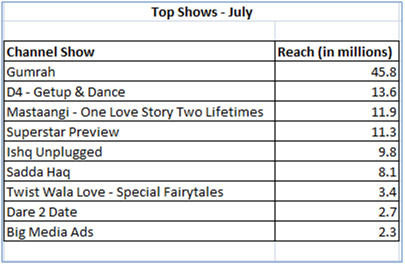 Top Shows - July
Channel Show Reach (in millions)
Gumrah 45.8
D4 - Getup & Dance 13.6
Mastaangi - One Love Story Two Lifetimes 11.9
Superstar Preview 11.3
Ishq Unplugged 9.8
Sadda Haq 8.1
Twist Wala Love - Special Fairytales 3.4
Dare 2 Date 2.7
Big Media Ads 2.3